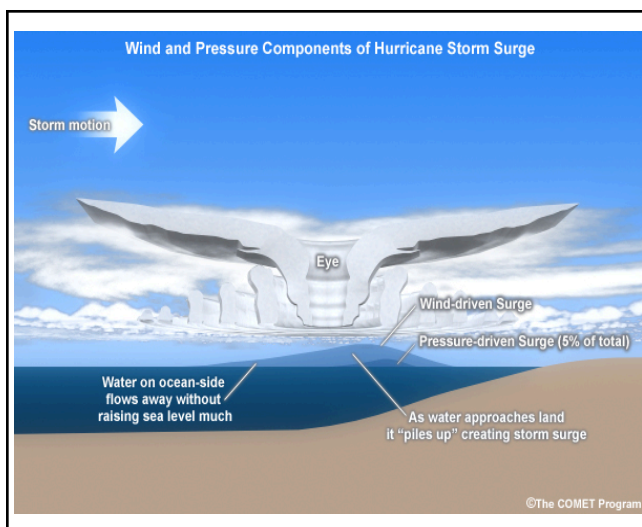 Wind and Pressure Components of Hurricane Storm Surge
Storm motion
Eye
Wind-driven Surge
Pressure-driven Surge (5% of total)
Water on ocean-side
flows away without
raising sea level much
As water approaches land
it “piles up” creating storm surge
©The COMET Program